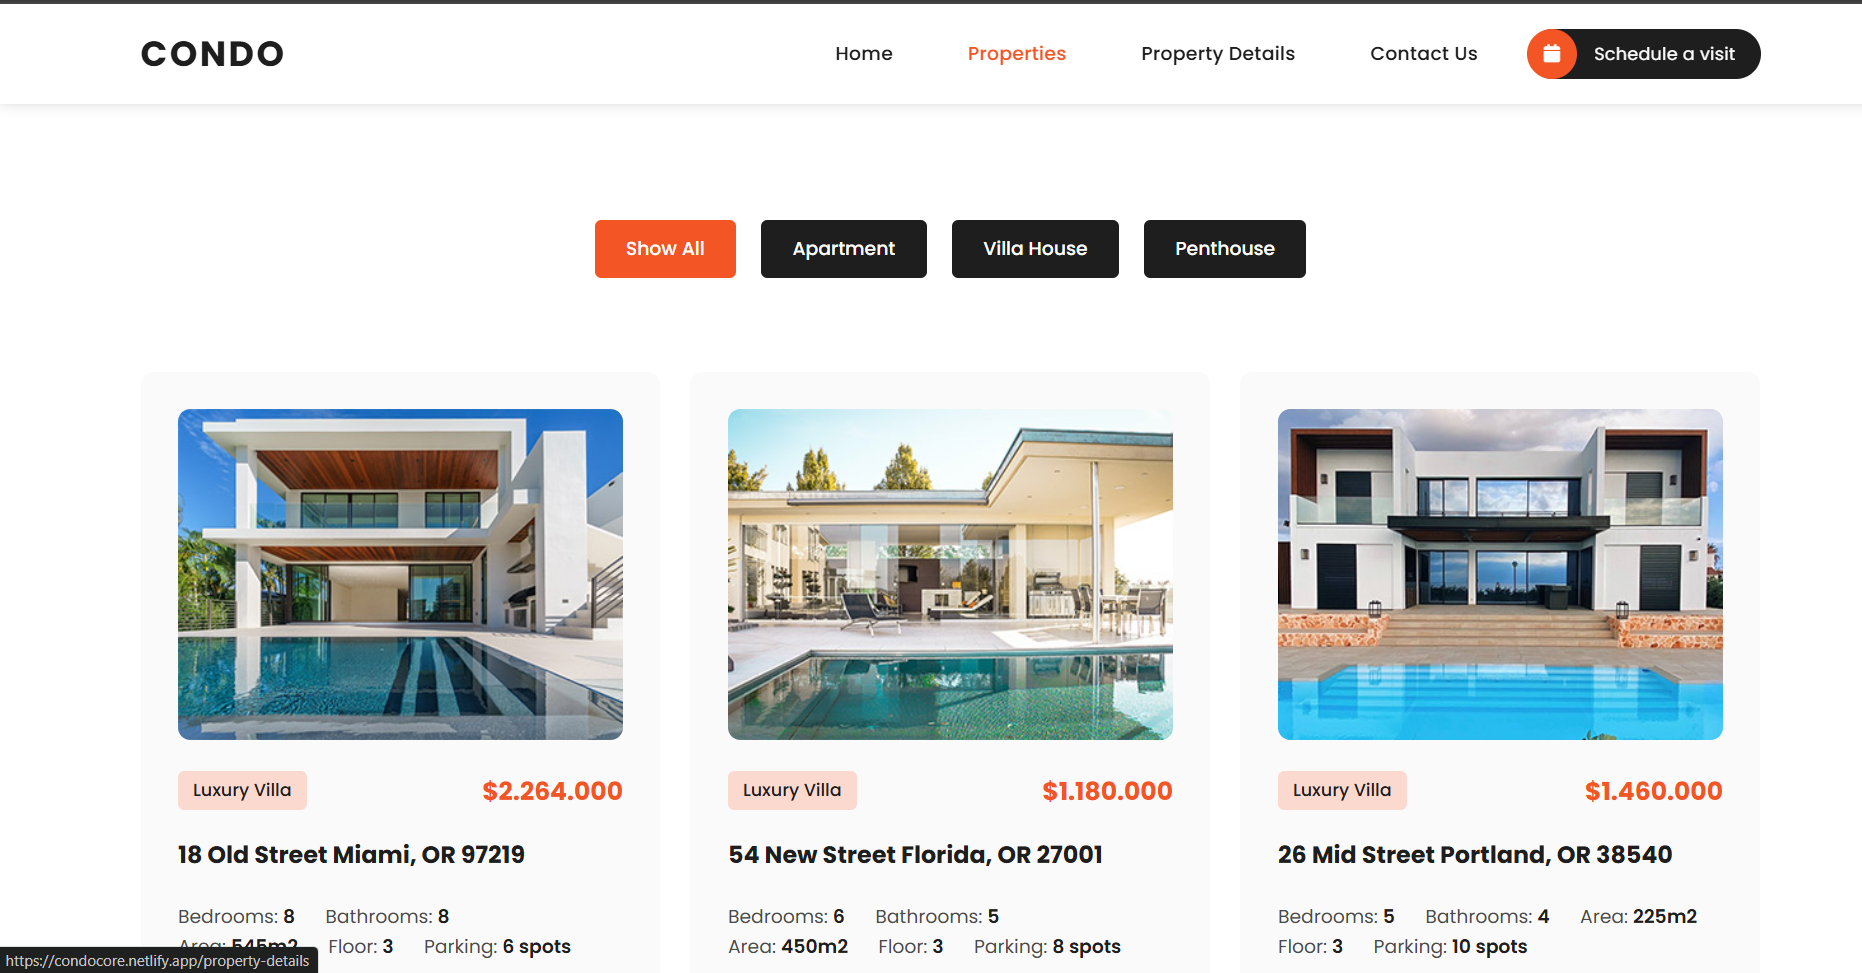 CONDO
Home Properties Property Details Contact Us Schedule a visit
Show All Apartment Villa House Penthouse
Luxury Villa $2.264.000
18 Old Street Miami, OR 97219
Bedrooms: 8 Bathrooms: 8
Area: 545m2 Floor: 3 Parking: 6 spots
Luxury Villa $1.180.000
54 New Street Florida, OR 27001
Bedrooms: 6 Bathrooms: 5
Area: 450m2 Floor: 3 Parking: 8 spots
Luxury Villa $1.460.000
26 Mid Street Portland, OR 38540
Bedrooms: 5 Bathrooms: 4 Area: 225m2
Floor: 3 Parking: 10 spots
https://condocore.netlify.app/property-details